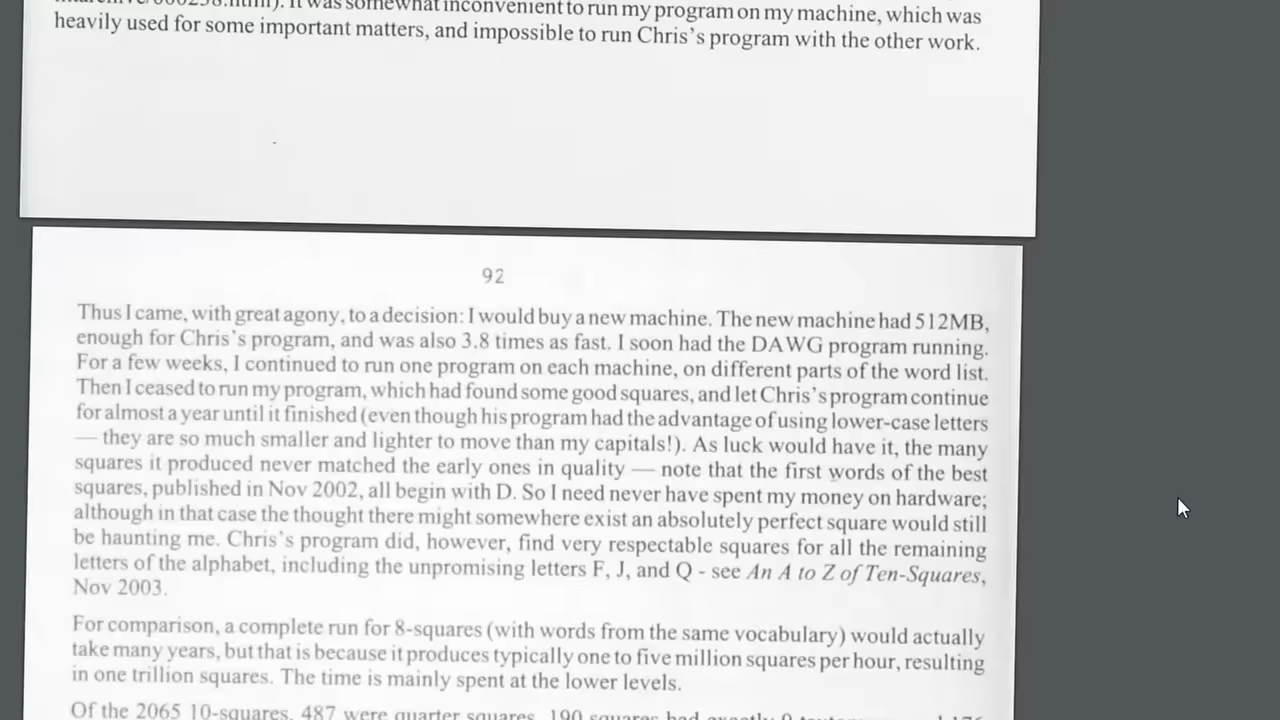 It was somewhat inconvenient to run my program on my machine, which was
heavily used for some important matters, and impossible to run Chris's program with the other work.
92
Thus I came, with great agony, to a decision: I would buy a new machine. The new machine had 512MB,
enough for Chris's program, and was also 3.8 times as fast. I soon had the DAWG program running.
For a few weeks, I continued to run one program on each machine, on different parts of the word list.
Then I ceased to run my program, which had found some good squares, and let Chris's program continue
for almost a year until it finished (even though his program had the advantage of using lower-case letters
— they are so much smaller and lighter to move than my capitals!). As luck would have it, the many
squares it produced never matched the early ones in quality — note that the first words of the best
squares, published in Nov 2002, all begin with D. So I need never have spent my money on hardware;
although in that case the thought there might somewhere exist an absolutely perfect square would still
be haunting me. Chris's program did, however, find very respectable squares for all the remaining
letters of the alphabet, including the unpromising letters F, J, and Q - see An A to Z of Ten-Squares,
Nov 2003.
For comparison, a complete run for 8-squares (with words from the same vocabulary) would actually
take many years, but that is because it produces typically one to five million squares per hour, resulting
in one trillion squares. The time is mainly spent at the lower levels.
Of the 2065 10-squares, 487 were quarter squares, 190 squares had exactly